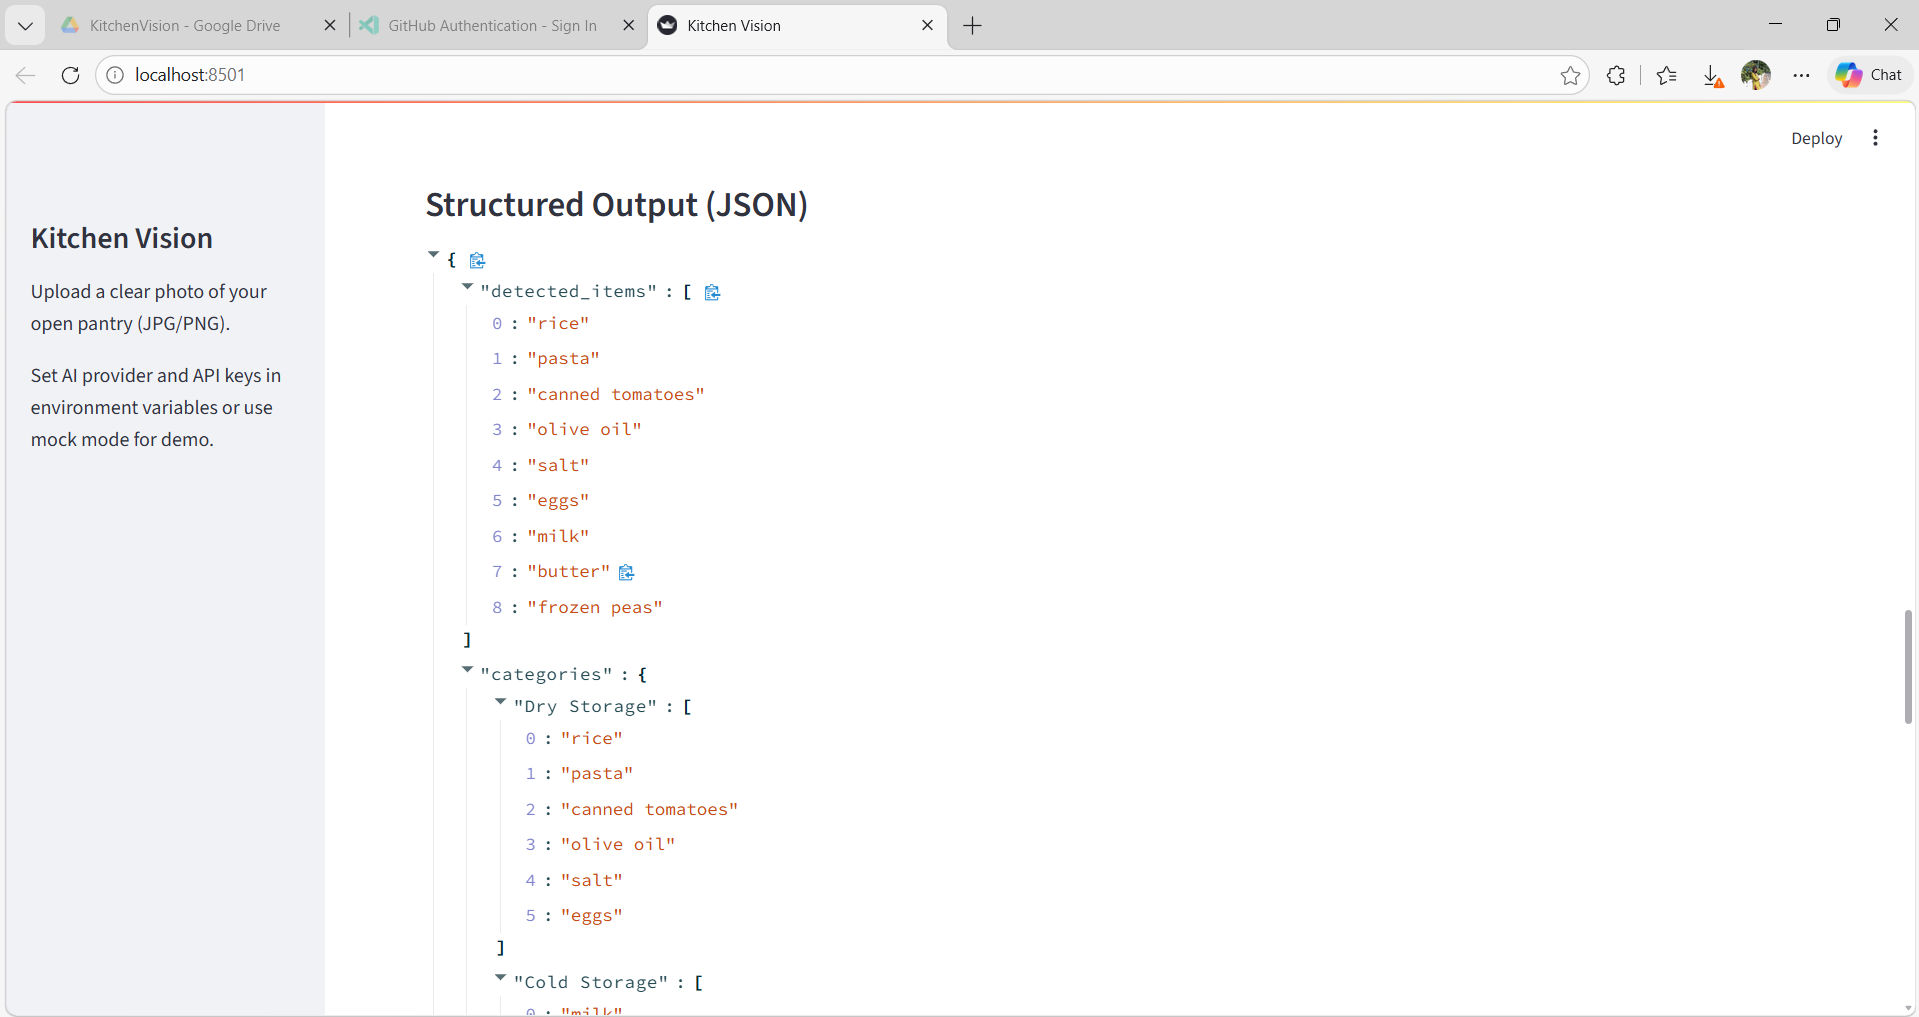 KitchenVision - Google Drive
GitHub Authentication - Sign In
Kitchen Vision
localhost:8501
Chat
Deploy
Kitchen Vision
Upload a clear photo of your
open pantry (JPG/PNG).
Set AI provider and API keys in
environment variables or use
mock mode for demo.
Structured Output (JSON)
{
"detected_items" : [
0 : "rice"
1 : "pasta"
2 : "canned tomatoes"
3 : "olive oil"
4 : "salt"
5 : "eggs"
6 : "milk"
7 : "butter"
8 : "frozen peas"
]
"categories" : {
"Dry Storage" : [
0 : "rice"
1 : "pasta"
2 : "canned tomatoes"
3 : "olive oil"
4 : "salt"
5 : "eggs"
]
"Cold Storage" : [
0 : "milk"